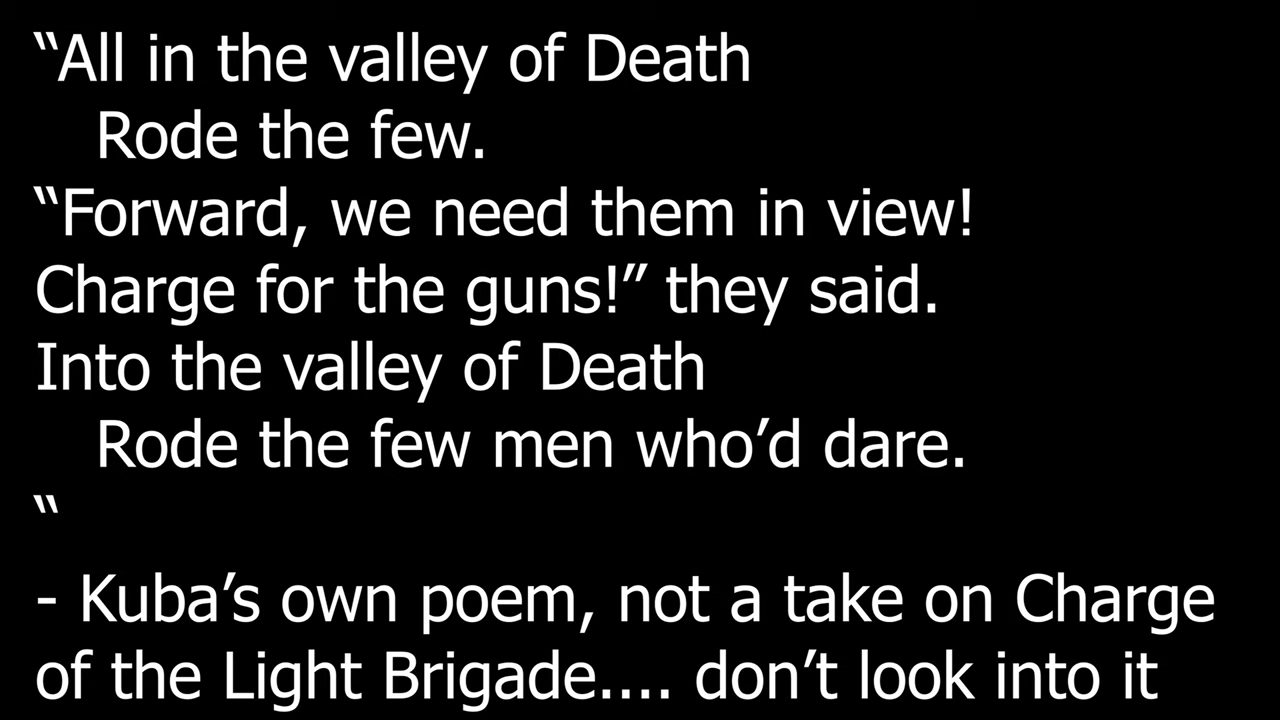 “All in the valley of Death
Rode the few.
“Forward, we need them in view!
Charge for the guns!” they said.
Into the valley of Death
Rode the few men who’d dare.
“
- Kuba’s own poem, not a take on Charge
of the Light Brigade.... don’t look into it